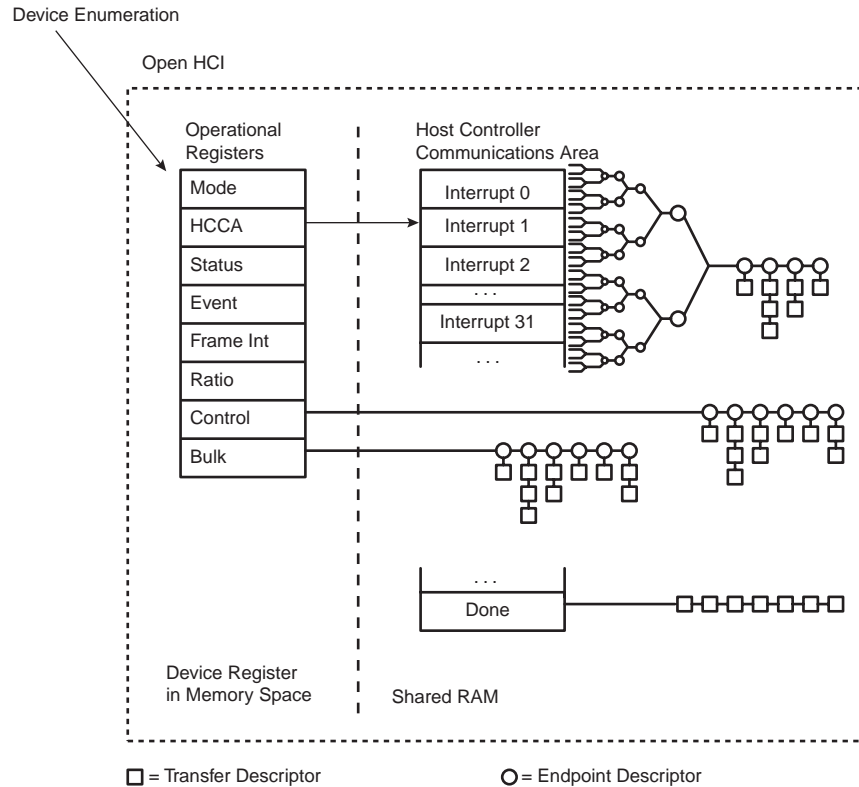 Device Enumeration
Open HCI
Operational
Registers
Mode
HCCA
Status
Event
Frame Int
Ratio
Control
Bulk
Host Controller
Communications Area
Interrupt 0
Interrupt 1
Interrupt 2
. . .
Interrupt 31
. . .
. . .
Done
Device Register
in Memory Space
Shared RAM
= Transfer Descriptor
= Endpoint Descriptor